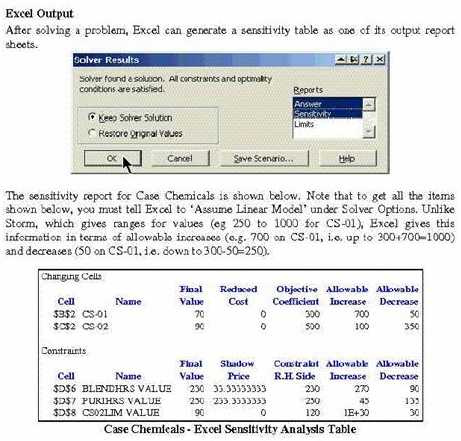 Excel Output
After solving a problem, Excel can generate a sensitivity table as one of its output report
sheets.
Solver Results
Solver found a solution. All constraints and optimality
conditions are satisfied.
Reports
Answer
Sensitivity
Limits
Keep Solver Solution
Restore Original Values
OK
Cancel
Save Scenario...
Help
The sensitivity report for Case Chemicals is shown below. Note that to get all the items
shown below, you must tell Excel to 'Assume Linear Model' under Solver Options. Unlike
Storm, which gives ranges for values (eg 250 to 1000 for CS-01), Excel gives this
information in terms of allowable increases (e.g. 700 on CS-01, i.e. up to 300+700=1000)
and decreases (50 on CS-01, i.e. down to 300-50=250).
Changing Cells
Final Reduced Objective Allowable Allowable
Cell Name Value Cost Coefficient Increase Decrease
$B$2 CS-01 70 0 300 700 50
$C$2 CS-02 90 0 500 100 350
Constraints
Final Shadow Constraint Allowable Allowable
Cell Name Value Price R.H. Side Increase Decrease
$D$6 BLENDHRS VALUE 230 33.33333333 230 270 90
$D$7 PURIHRS VALUE 250 233.3333333 250 45 135
$D$8 CS02LIM VALUE 90 0 120 1E+30 30
Case Chemicals - Excel Sensitivity Analysis Table